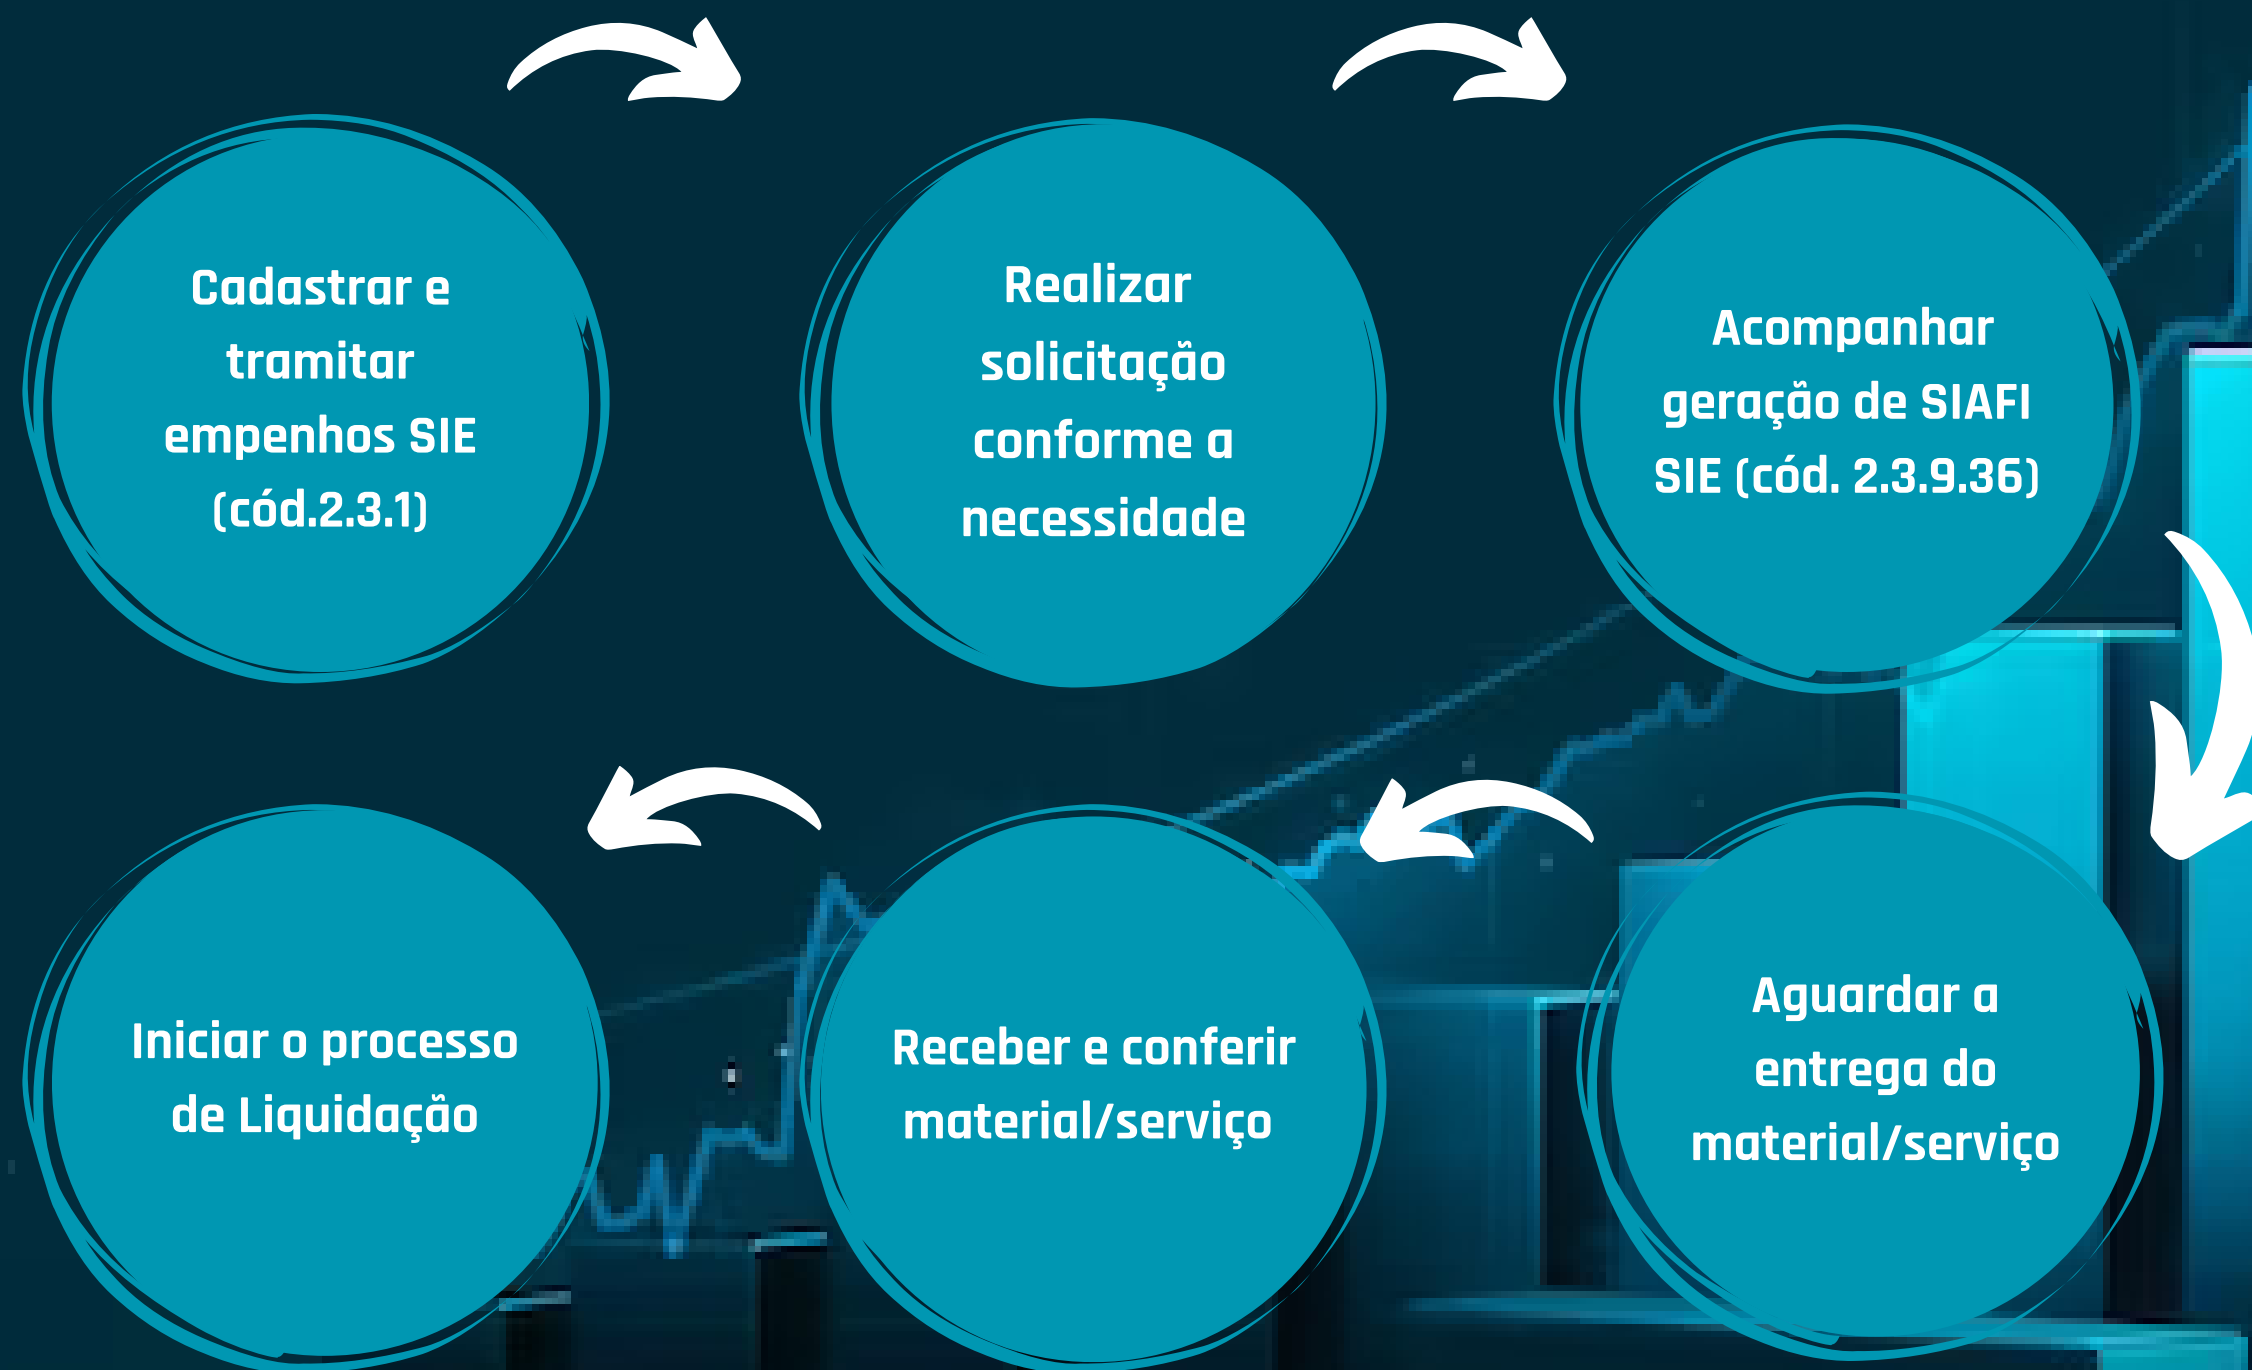 Cadastrar e
tramitar
empenhos SIE
(cód.2.3.1)
Realizar
solicitação
conforme a
necessidade
Acompanhar
geração de SIAFI
SIE (cód. 2.3.9.36)
Aguardar a
entrega do
material/serviço
Receber e conferir
material/serviço
Iniciar o processo
de Liquidação